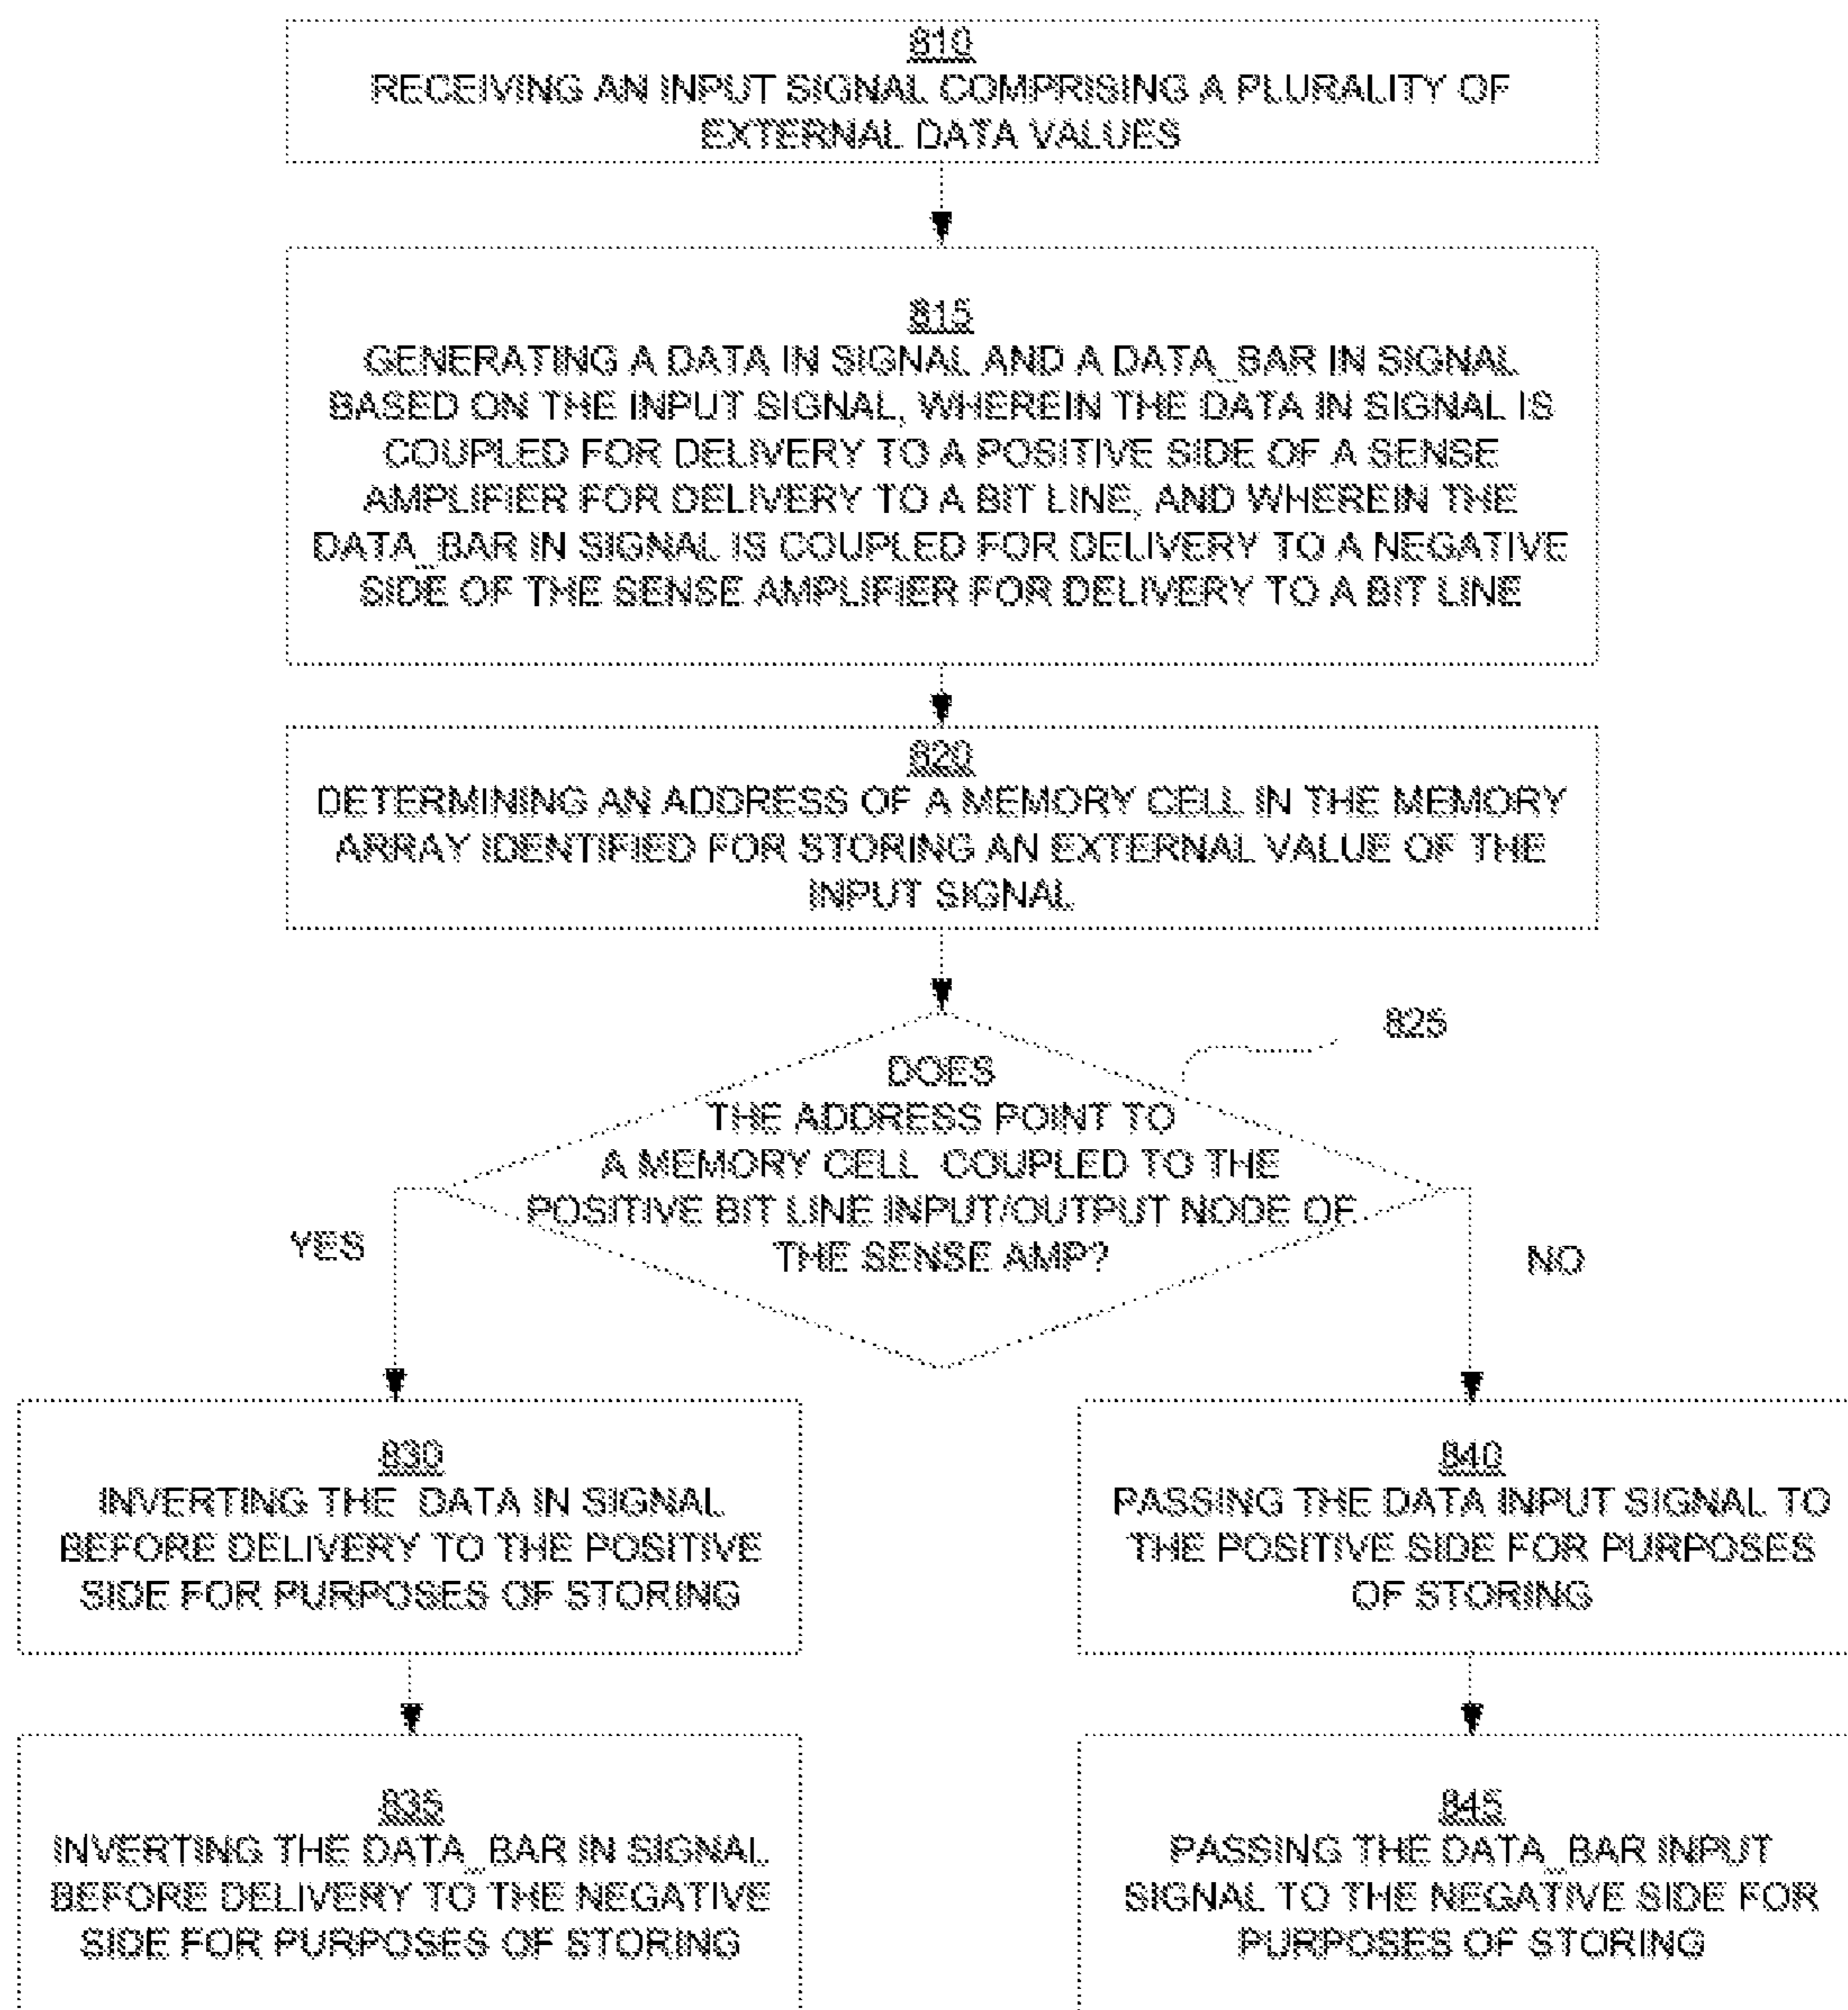 810
RECEIVING AN INPUT SIGNAL COMPRISING A PLURALITY OF
EXTERNAL DATA VALUES
815
GENERATING A DATA IN SIGNAL AND A DATA_BAR IN SIGNAL
BASED ON THE INPUT SIGNAL, WHEREIN THE DATA IN SIGNAL IS
COUPLED FOR DELIVERY TO A POSITIVE SIDE OF A SENSE
AMPLIFIER FOR DELIVERY TO A BIT LINE, AND WHEREIN THE
DATA_BAR IN SIGNAL IS COUPLED FOR DELIVERY TO A NEGATIVE
SIDE OF THE SENSE AMPLIFIER FOR DELIVERY TO A BIT LINE
820
DETERMINING AN ADDRESS OF A MEMORY CELL IN THE MEMORY
ARRAY IDENTIFIED FOR STORING AN EXTERNAL VALUE OF THE
INPUT SIGNAL
825
DOES
THE ADDRESS POINT TO
A MEMORY CELL COUPLED TO THE
POSITIVE BIT LINE INPUT/OUTPUT NODE OF
THE SENSE AMP?
YES
NO
830
INVERTING THE DATA IN SIGNAL
BEFORE DELIVERY TO THE POSITIVE
SIDE FOR PURPOSES OF STORING
840
PASSING THE DATA INPUT SIGNAL TO
THE POSITIVE SIDE FOR PURPOSES
OF STORING
835
INVERTING THE DATA_BAR IN SIGNAL
BEFORE DELIVERY TO THE NEGATIVE
SIDE FOR PURPOSES OF STORING
845
PASSING THE DATA_BAR INPUT
SIGNAL TO THE NEGATIVE SIDE FOR
PURPOSES OF STORING